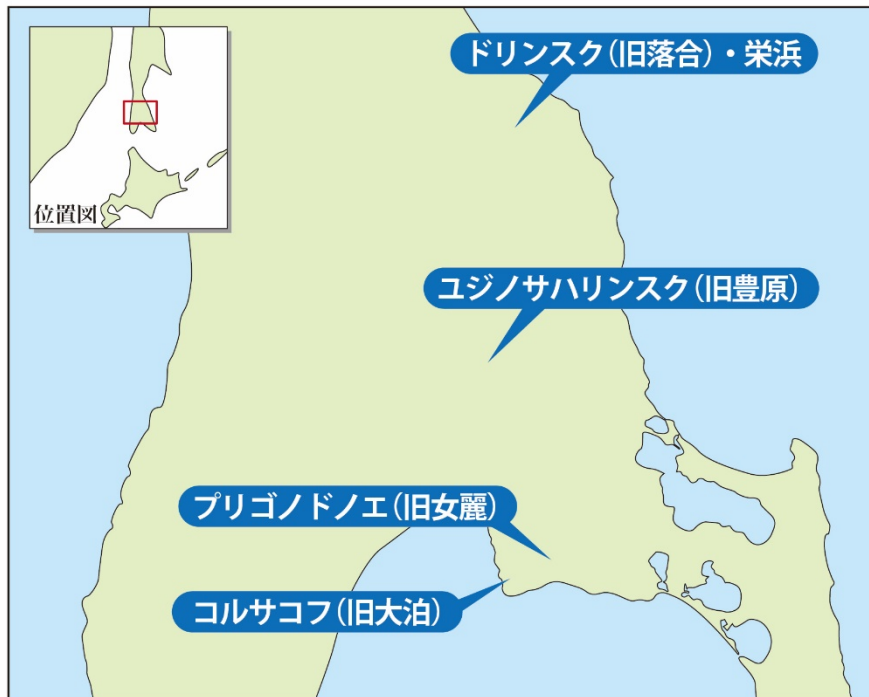 ドリンスク(旧落合)・栄浜
位置図
ユジノサハリンスク(旧豊原)
プリゴノドノエ(旧女麗)
コルサコフ(旧大泊)